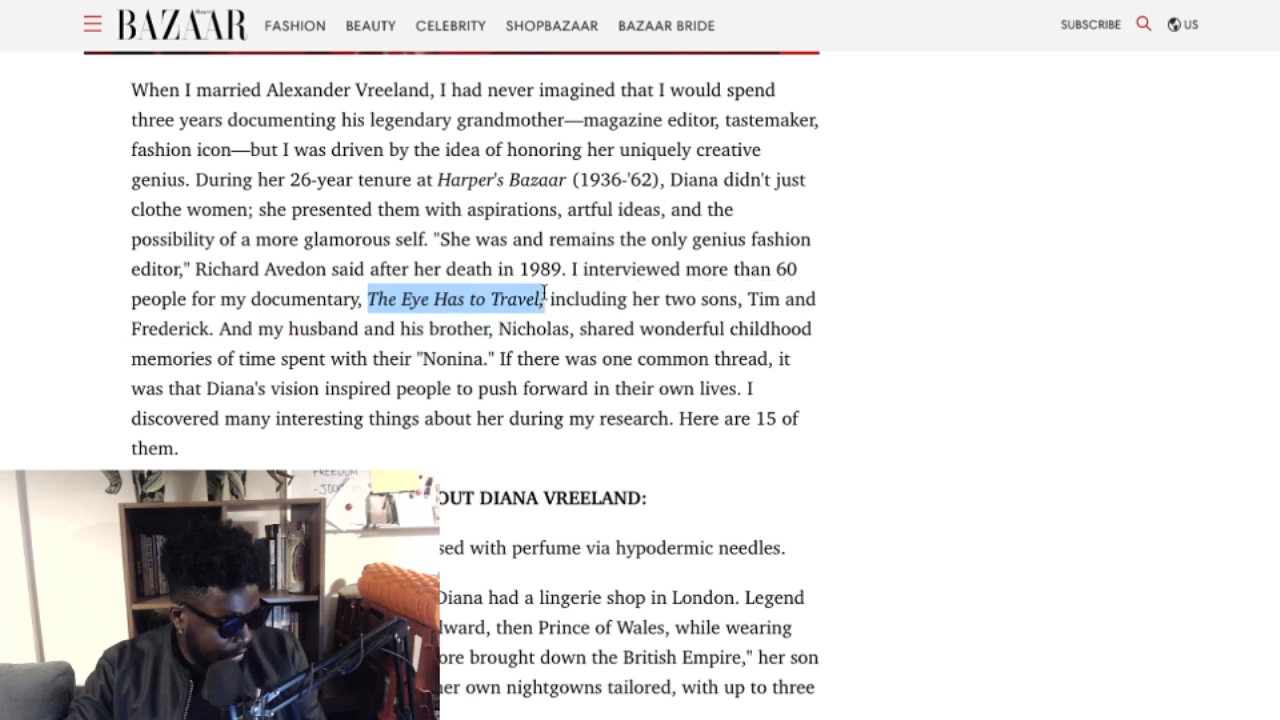 Harper's
BAZAAR FASHION BEAUTY CELEBRITY SHOPBAZAAR BAZAAR BRIDE SUBSCRIBE US
When I married Alexander Vreeland, I had never imagined that I would spend
three years documenting his legendary grandmother—magazine editor, tastemaker,
fashion icon—but I was driven by the idea of honoring her uniquely creative
genius. During her 26-year tenure at Harper's Bazaar (1936-'62), Diana didn't just
clothe women; she presented them with aspirations, artful ideas, and the
possibility of a more glamorous self. "She was and remains the only genius fashion
editor," Richard Avedon said after her death in 1989. I interviewed more than 60
people for my documentary, The Eye Has to Travel, including her two sons, Tim and
Frederick. And my husband and his brother, Nicholas, shared wonderful childhood
memories of time spent with their "Nonina." If there was one common thread, it
was that Diana's vision inspired people to push forward in their own lives. I
discovered many interesting things about her during my research. Here are 15 of
them.
OUT DIANA VREELAND:
sed with perfume via hypodermic needles.
Diana had a lingerie shop in London. Legend
lward, then Prince of Wales, while wearing
ore brought down the British Empire," her son
er own nightgowns tailored, with up to three
FREEDOM